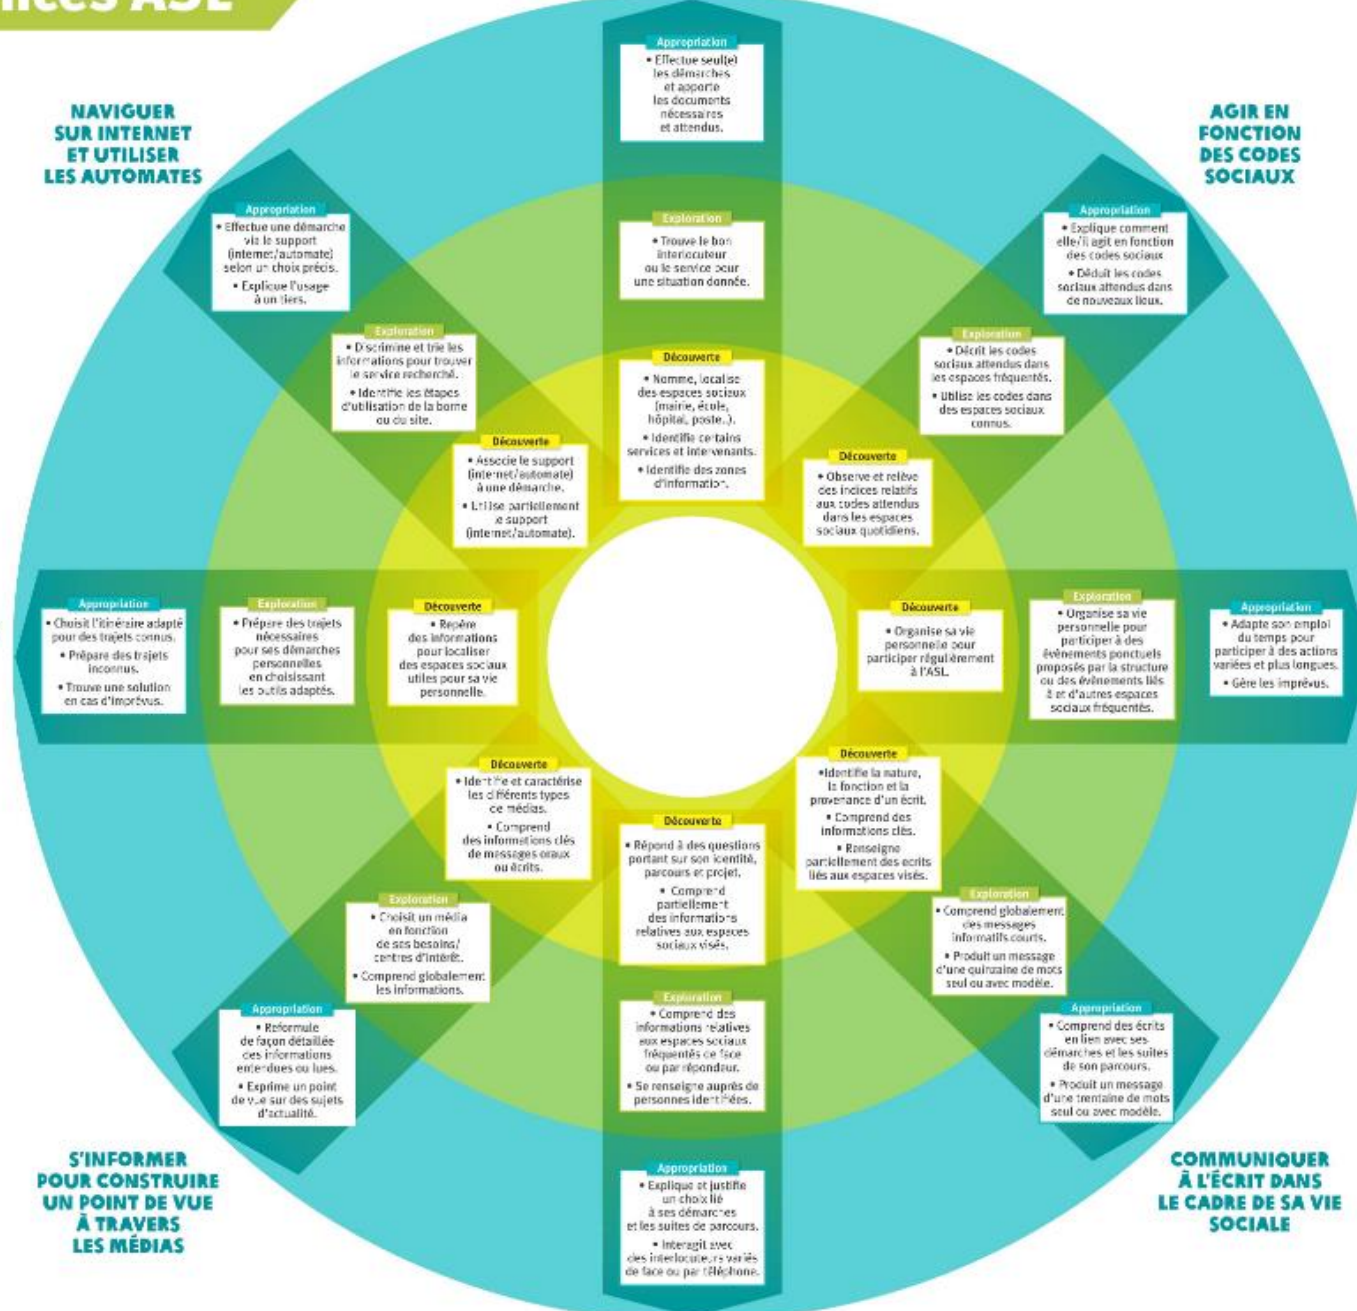 ASL
NAVIGUER
SUR INTERNET
ET UTILISER
LES AUTOMATES
AGIR EN
FONCTION
DES CODES
SOCIAUX
Appropriation
• Effectue seul(e)
les démarches
et apporte
les documents
nécessaires
et attendus.
Exploration
• Trouve le bon
interlocuteur
ou le service pour
une situation donnée.
Découverte
• Nomme, localise
des espaces sociaux
(mairie, école,
hôpital, poste..).
• Identifie certains
services et intervenants.
• Identifie des zones
d'information.
Appropriation
• Effectue une démarche
via le support
(internet/automate)
selon un choix précis.
• Explique l'usage
à un tiers.
Exploration
• Discrimine et trie les
informations pour trouver
le service recherché.
• Identifie les étapes
d'utilisation de la borne
ou du site.
Découverte
• Associe le support
(internet/automate)
à une démarche.
• Utilise partiellement
le support
(internet/automate).
Appropriation
• Explique comment
elle/il agit en fonction
des codes sociaux
• Déduit les codes
sociaux attendus dans
de nouveaux lieux.
Exploration
• Décrit les codes
sociaux attendus dans
les espaces fréquentés.
• Utilise les codes dans
des espaces sociaux
connus.
Découverte
• Observe et relève
des indices relatifs
aux codes attendus
dans les espaces
sociaux quotidiens.
Appropriation
• Choisit l'itinéraire adapté
pour des trajets connus.
• Prépare des trajets
inconnus.
• Trouve une solution
en cas d'imprévus.
Exploration
• Prépare des trajets
nécessaires
pour ses démarches
personnelles
en choisissant
les outils adaptés.
Découverte
• Repère
des informations
pour localiser
des espaces sociaux
utiles pour sa vie
personnelle.
Découverte
• Organise sa vie
personnelle pour
participer régulièrement
à l'ASL.
Exploration
• Organise sa vie
personnelle pour
participer à des
évènements ponctuels
proposés par la structure
ou des évènements liés
à et d'autres espaces
sociaux fréquentés.
Appropriation
• Adapte son emploi
du temps pour
participer à des actions
variées et plus longues.
• Gère les imprévus.
Découverte
• Identifie et caractérise
les différents types
de médias.
• Comprend
des informations clés
de messages oraux
ou écrits.
Exploration
• Choisit un média
en fonction
de ses besoins/
centres d'intérêt.
• Comprend globalement
les informations.
Appropriation
• Reformule
de façon détaillée
des informations
entendues ou lues.
• Exprime un point
de vue sur des sujets
d'actualité.
Découverte
• Répond à des questions
portant sur son identité,
parcours et projet.
• Comprend
partiellement
des informations
relatives aux espaces
sociaux visés.
Exploration
• Comprend des
informations relatives
aux espaces sociaux
fréquentés de face
ou par répondeur.
• Se renseigne auprès de
personnes identifiées.
Appropriation
• Explique et justifie
un choix lié
à ses démarches
et les suites de parcours.
• Interagit avec
des interlocuteurs variés
de face ou par téléphone.
Découverte
•Identifie la nature,
la fonction et la
provenance d'un écrit.
• Comprend des
informations clés.
• Renseigne
partiellement des ecrits
liés aux espaces visés.
Exploration
• Comprend globalement
des messages
informatifs courts.
• Produit un message
d'une quinzaine de mots
seul ou avec modèle.
Appropriation
• Comprend des écrits
en lien avec ses
démarches et les suites
de son parcours.
• Produit un message
d'une trentaine de mots
seul ou avec modèle.
S'INFORMER
POUR CONSTRUIRE
UN POINT DE VUE
À TRAVERS
LES MÉDIAS
COMMUNIQUER
À L'ÉCRIT DANS
LE CADRE DE SA VIE
SOCIALE